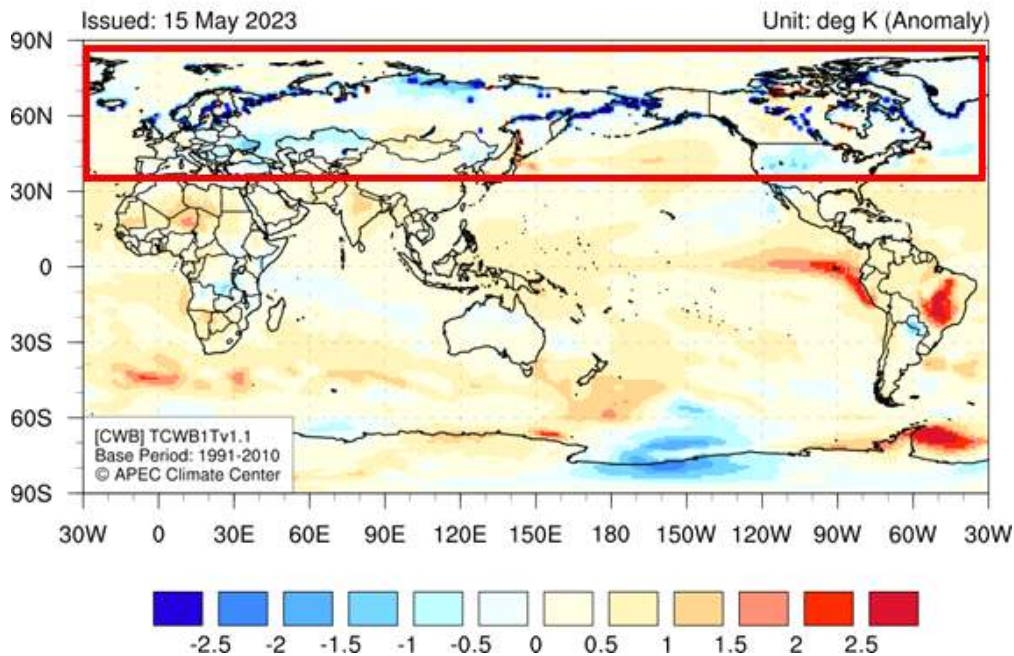 Issued: 15 May 2023 Unit: deg K (Anomaly)
90N
60N
30N
0
30S
60S
90S
[CWB] TCWB1Tv1.1
Base Period: 1991-2010
© APEC Climate Center
30W 0 30E 60E 90E 120E 150E 180 150W 120W 90W 60W 30W
-2.5 -2 -1.5 -1 -0.5 0 0.5 1 1.5 2 2.5